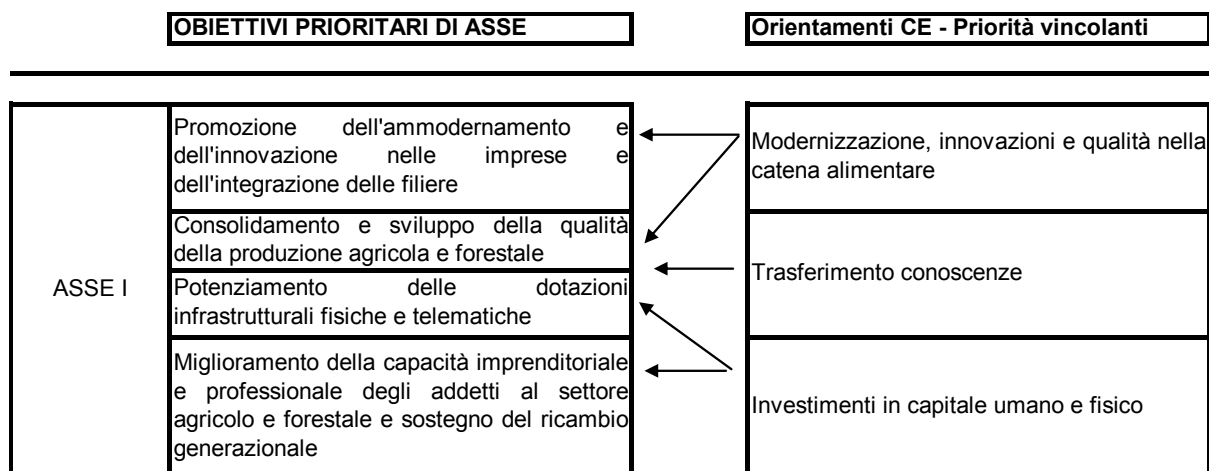 OBIETTIVI PRIORITARI DI ASSE
Orientamenti CE - Priorità vincolanti
ASSE I
Promozione dell'ammodernamento e
dell'innovazione nelle imprese e
dell'integrazione delle filiere
Consolidamento e sviluppo della qualità
della produzione agricola e forestale
Potenziamento delle dotazioni
infrastrutturali fisiche e telematiche
Miglioramento della capacità imprenditoriale
e professionale degli addetti al settore
agricolo e forestale e sostegno del ricambio
generazionale
Modernizzazione, innovazioni e qualità nella
catena alimentare
Trasferimento conoscenze
Investimenti in capitale umano e fisico